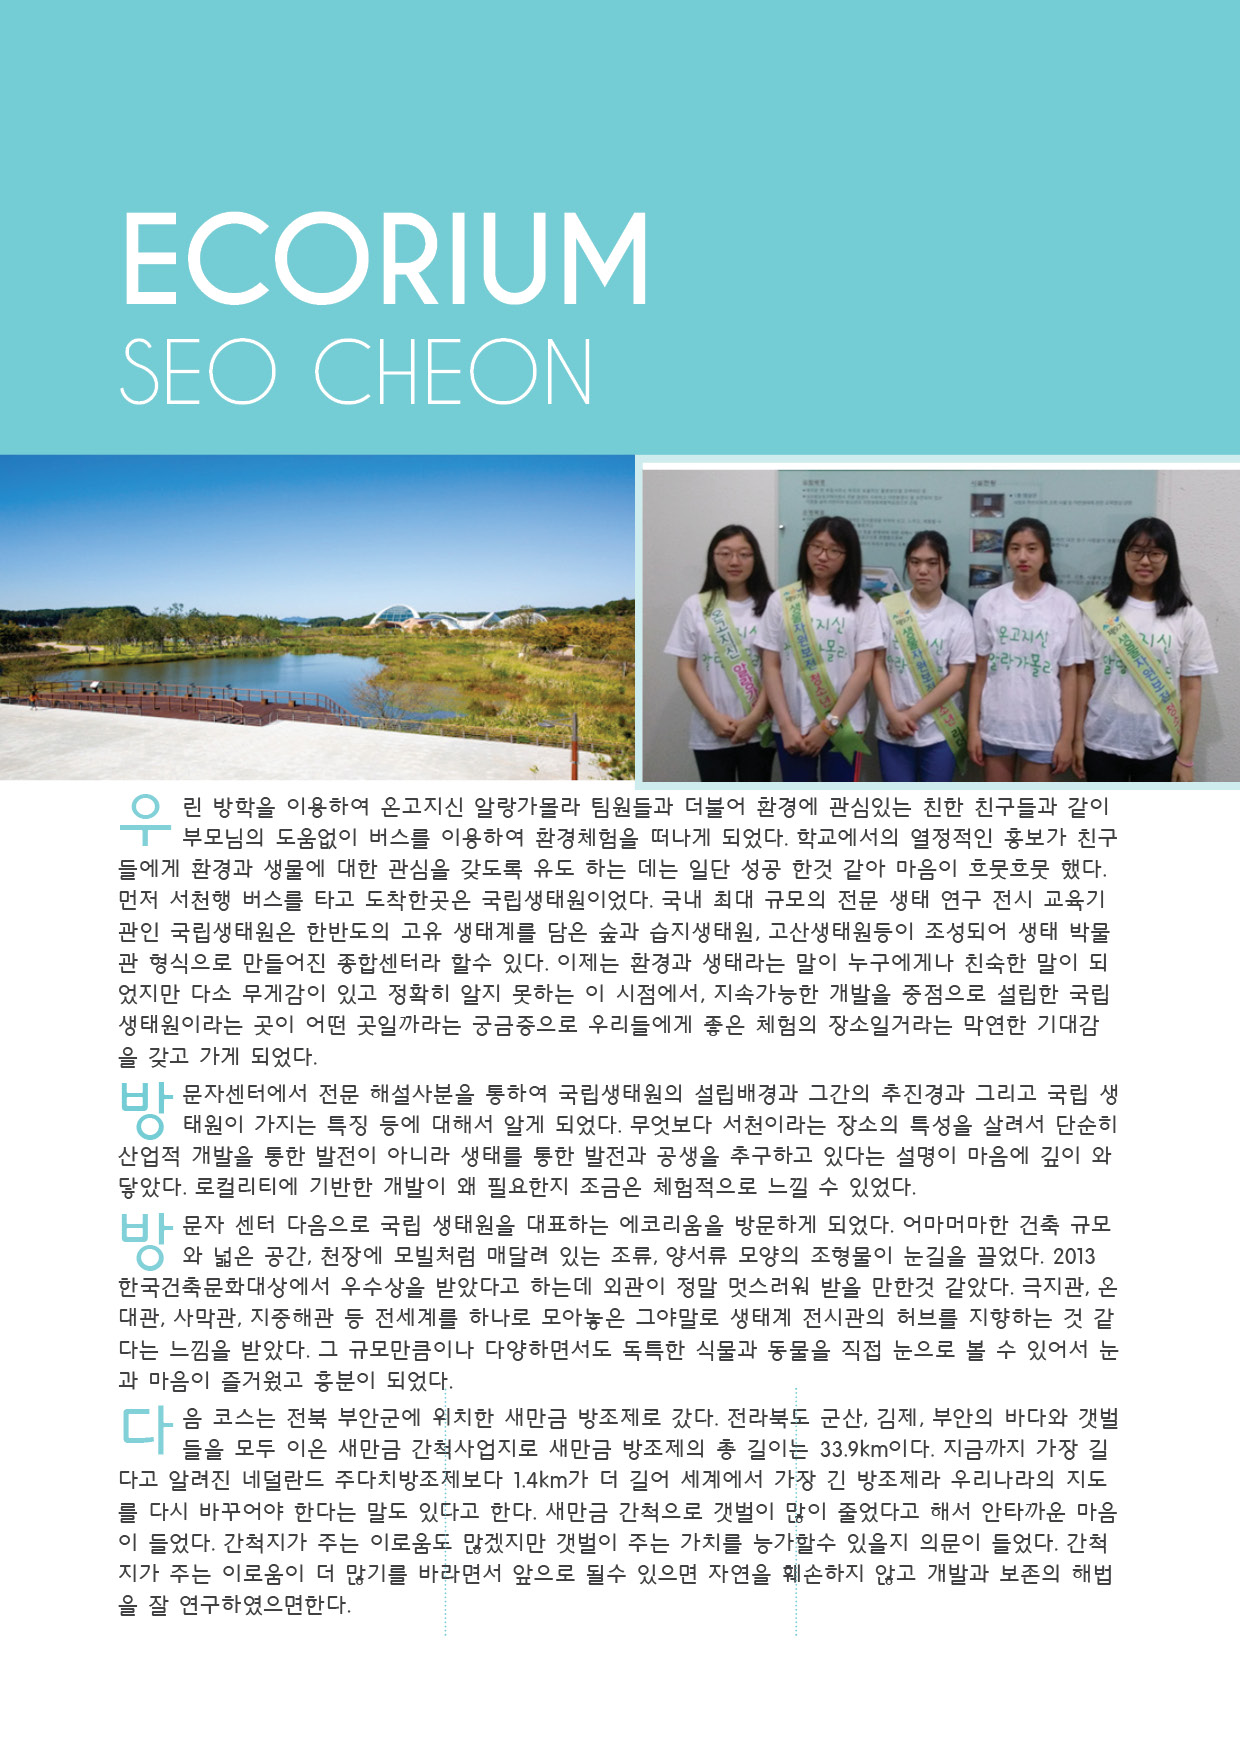 ECORIUM
SEO CHEON
온고지신
알랑가몰라
우린 방학을 이용하여 온고지신 알랑가몰라 팀원들과 더불어 환경에 관심있는 친한 친구들과 같이
부모님의 도움없이 버스를 이용하여 환경체험을 떠나게 되었다. 학교에서의 열정적인 홍보가 친구
들에게 환경과 생물에 대한 관심을 갖도록 유도 하는 데는 일단 성공 한것 같아 마음이 흐뭇흐뭇 했다.
먼저 서천행 버스를 타고 도착한곳은 국립생태원이었다. 국내 최대 규모의 전문 생태 연구 전시 교육기
관인 국립생태원은 한반도의 고유 생태계를 담은 숲과 습지생태원, 고산생태원등이 조성되어 생태 박물
관 형식으로 만들어진 종합센터라 할수 있다. 이제는 환경과 생태라는 말이 누구에게나 친숙한 말이 되
었지만 다소 무게감이 있고 정확히 알지 못하는 이 시점에서, 지속가능한 개발을 중점으로 설립한 국립
생태원이라는 곳이 어떤 곳일까라는 궁금증으로 우리들에게 좋은 체험의 장소일거라는 막연한 기대감
을 갖고 가게 되었다.
방문자센터에서 전문 해설사분을 통하여 국립생태원의 설립배경과 그간의 추진경과 그리고 국립 생
태원이 가지는 특징 등에 대해서 알게 되었다. 무엇보다 서천이라는 장소의 특성을 살려서 단순히
산업적 개발을 통한 발전이 아니라 생태를 통한 발전과 공생을 추구하고 있다는 설명이 마음에 깊이 와
닿았다. 로컬리티에 기반한 개발이 왜 필요한지 조금은 체험적으로 느낄 수 있었다.
방문자 센터 다음으로 국립 생태원을 대표하는 에코리움을 방문하게 되었다. 어마머마한 건축 규모
와 넓은 공간, 천장에 모빌처럼 매달려 있는 조류, 양서류 모양의 조형물이 눈길을 끌었다. 2013
한국건축문화대상에서 우수상을 받았다고 하는데 외관이 정말 멋스러워 받을 만한것 같았다. 극지관, 온
대관, 사막관, 지중해관 등 전세계를 하나로 모아놓은 그야말로 생태계 전시관의 허브를 지향하는 것 같
다는 느낌을 받았다. 그 규모만큼이나 다양하면서도 독특한 식물과 동물을 직접 눈으로 볼 수 있어서 눈
과 마음이 즐거웠고 흥분이 되었다.
다음 코스는 전북 부안군에 위치한 새만금 방조제로 갔다. 전라북도 군산, 김제, 부안의 바다와 갯벌
들을 모두 이은 새만금 간척사업지로 새만금 방조제의 총 길이는 33.9km이다. 지금까지 가장 길
다고 알려진 네덜란드 주다치방조제보다 1.4km가 더 길어 세계에서 가장 긴 방조제라 우리나라의 지도
를 다시 바꾸어야 한다는 말도 있다고 한다. 새만금 간척으로 갯벌이 많이 줄었다고 해서 안타까운 마음
이 들었다. 간척지가 주는 이로움도 많겠지만 갯벌이 주는 가치를 능가할수 있을지 의문이 들었다. 간척
지가 주는 이로움이 더 많기를 바라면서 앞으로 될수 있으면 자연을 훼손하지 않고 개발과 보존의 해법
을 잘 연구하였으면한다.